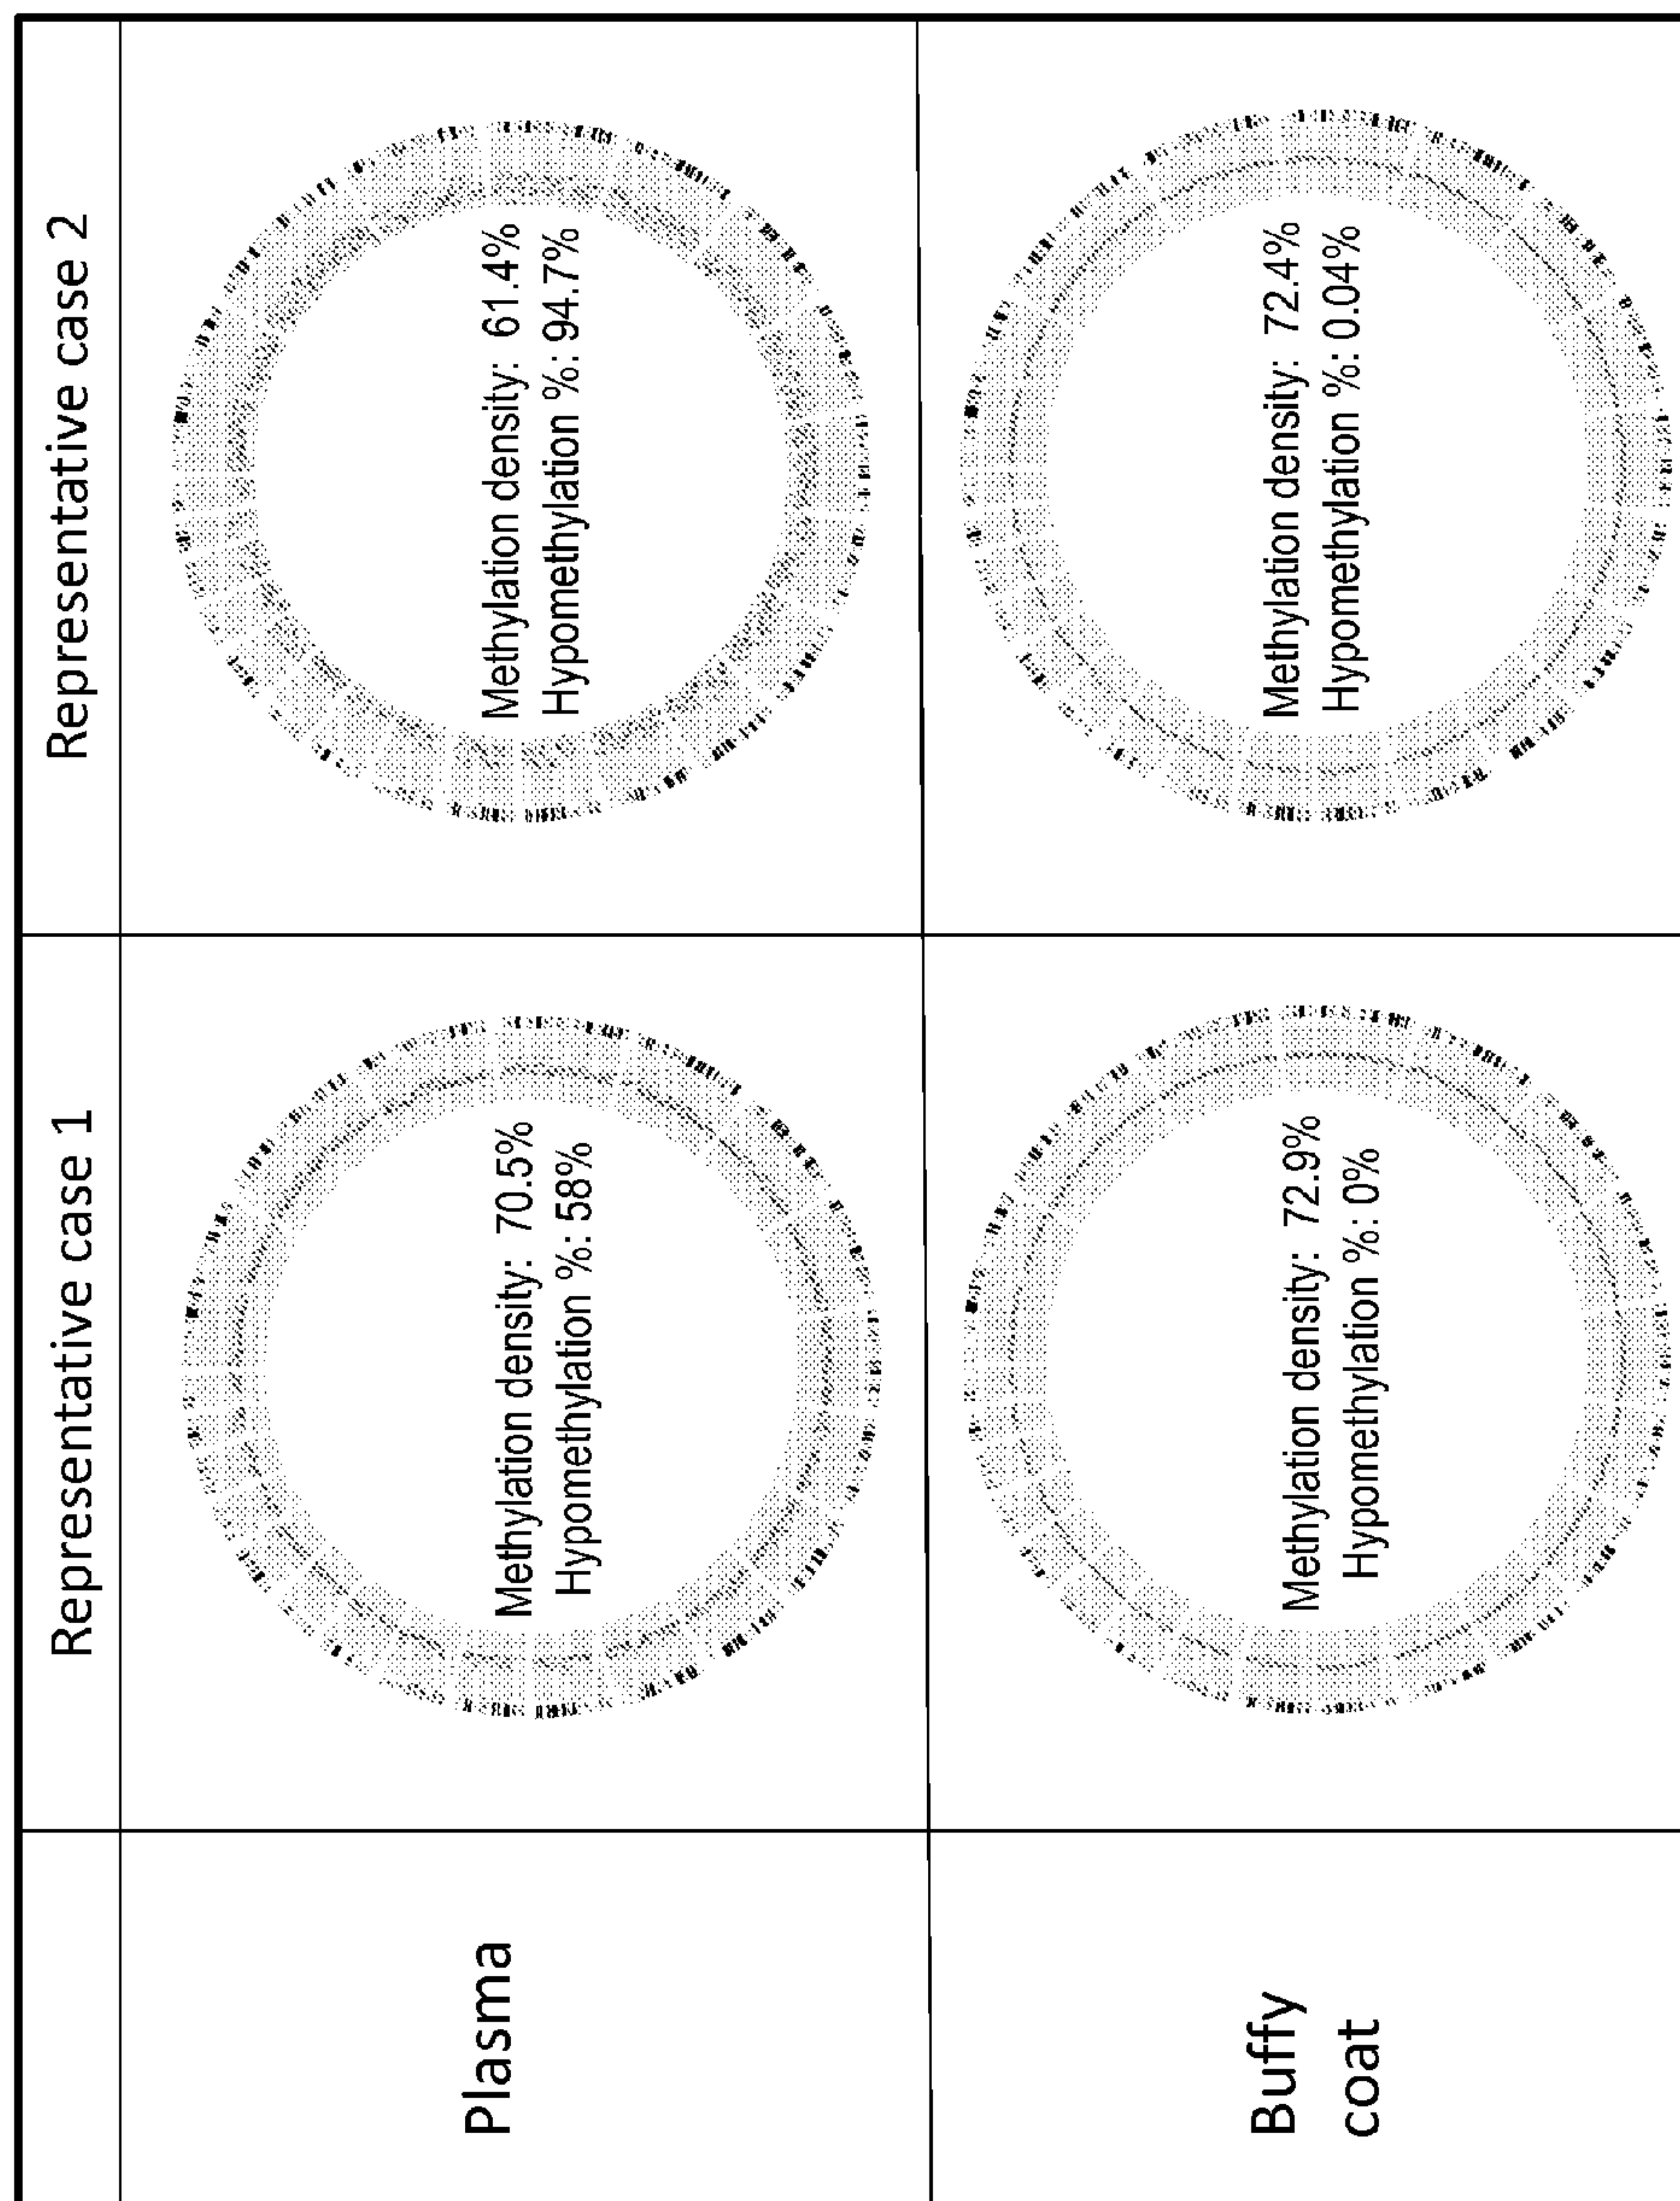 Representative case 1
Representative case 2
Plasma
Methylation density: 70.5%
Hypomethylation %: 58%
Methylation density: 61.4%
Hypomethylation %: 94.7%
Buffy
coat
Methylation density: 72.9%
Hypomethylation %: 0%
Methylation density: 72.4%
Hypomethylation %: 0.04%